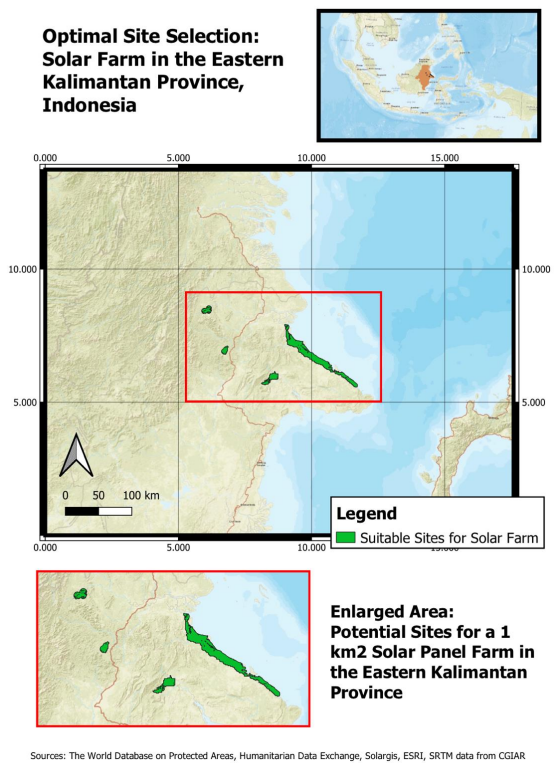 Optimal Site Selection:
Solar Farm in the Eastern
Kalimantan Province,
Indonesia
0.000 5.000 10.000 15.000
10.000 10.000
5.000 5.000
0 50 100 km
Legend
Suitable Sites for Solar Farm
0.000 5.000 10.000 15.000
Enlarged Area:
Potential Sites for a 1
km2 Solar Panel Farm in
the Eastern Kalimantan
Province
Sources: The World Database on Protected Areas, Humanitarian Data Exchange, Solargis, ESRI, SRTM data from CGIAR